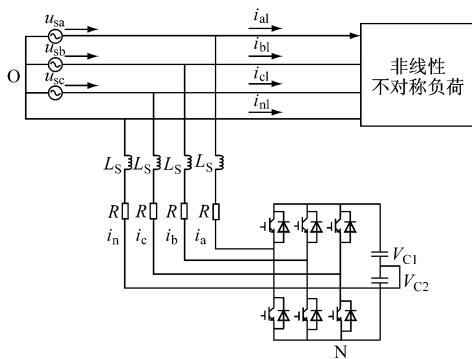 u_sa
i_al
u_sb
i_bl
u_sc
i_cl
O
i_nl
非线性
不对称负荷
L_S L_S L_S L_S
R R R R
i_n i_c i_b i_a
V_C1
V_C2
N